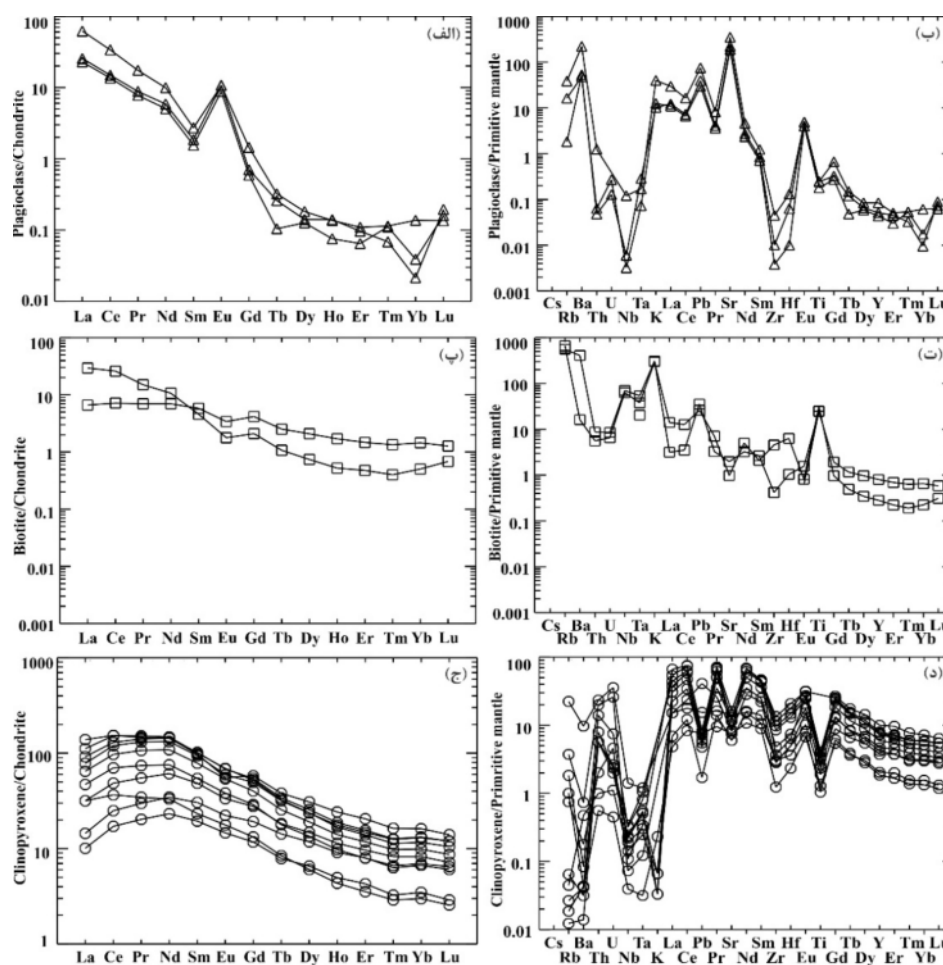 (الف)
Plagioclase/Chondrite
100
10
1
0.1
0.01
La Ce Pr Nd Sm Eu Gd Tb Dy Ho Er Tm Yb Lu
(ب)
Plagioclase/Primitive mantle
1000
100
10
1
0.1
0.01
0.001
Cs Ba U Ta La Pb Sr Sm Hf Ti Tb Y Tm Lu
Rb Th Nb K Ce Pr Nd Zr Eu Gd Dy Er Yb
(پ)
Biotite/Chondrite
100
10
1
0.1
0.01
0.001
La Ce Pr Nd Sm Eu Gd Tb Dy Ho Er Tm Yb Lu
(ت)
Biotite/Primitive mantle
1000
100
10
1
0.1
0.01
0.001
Cs Ba U Ta La Pb Sr Sm Hf Ti Tb Y Tm Lu
Rb Th Nb K Ce Pr Nd Zr Eu Gd Dy Er Yb
(ج)
Clinopyroxene/Chondrite
1000
100
10
1
La Ce Pr Nd Sm Eu Gd Tb Dy Ho Er Tm Yb Lu
(د)
Clinopyroxene/Primritive mantle
100
10
1
0.1
0.01
Cs Ba U Ta La Pb Sr Sm Hf Ti Tb Y Tm Lu
Rb Th Nb K Ce Pr Nd Zr Eu Gd Dy Er Yb